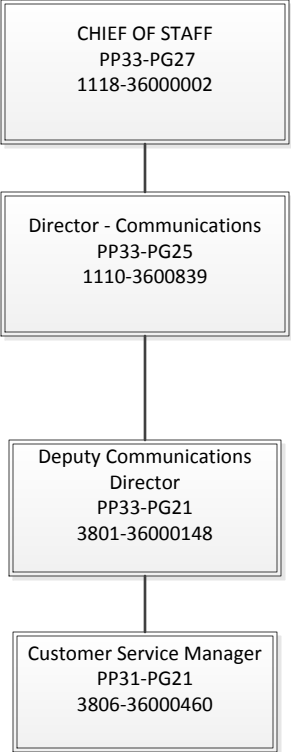 CHIEF OF STAFF
PP33-PG27
1118-36000002
Director - Communications
PP33-PG25
1110-3600839
Deputy Communications
Director
PP33-PG21
3801-36000148
Customer Service Manager
PP31-PG21
3806-36000460